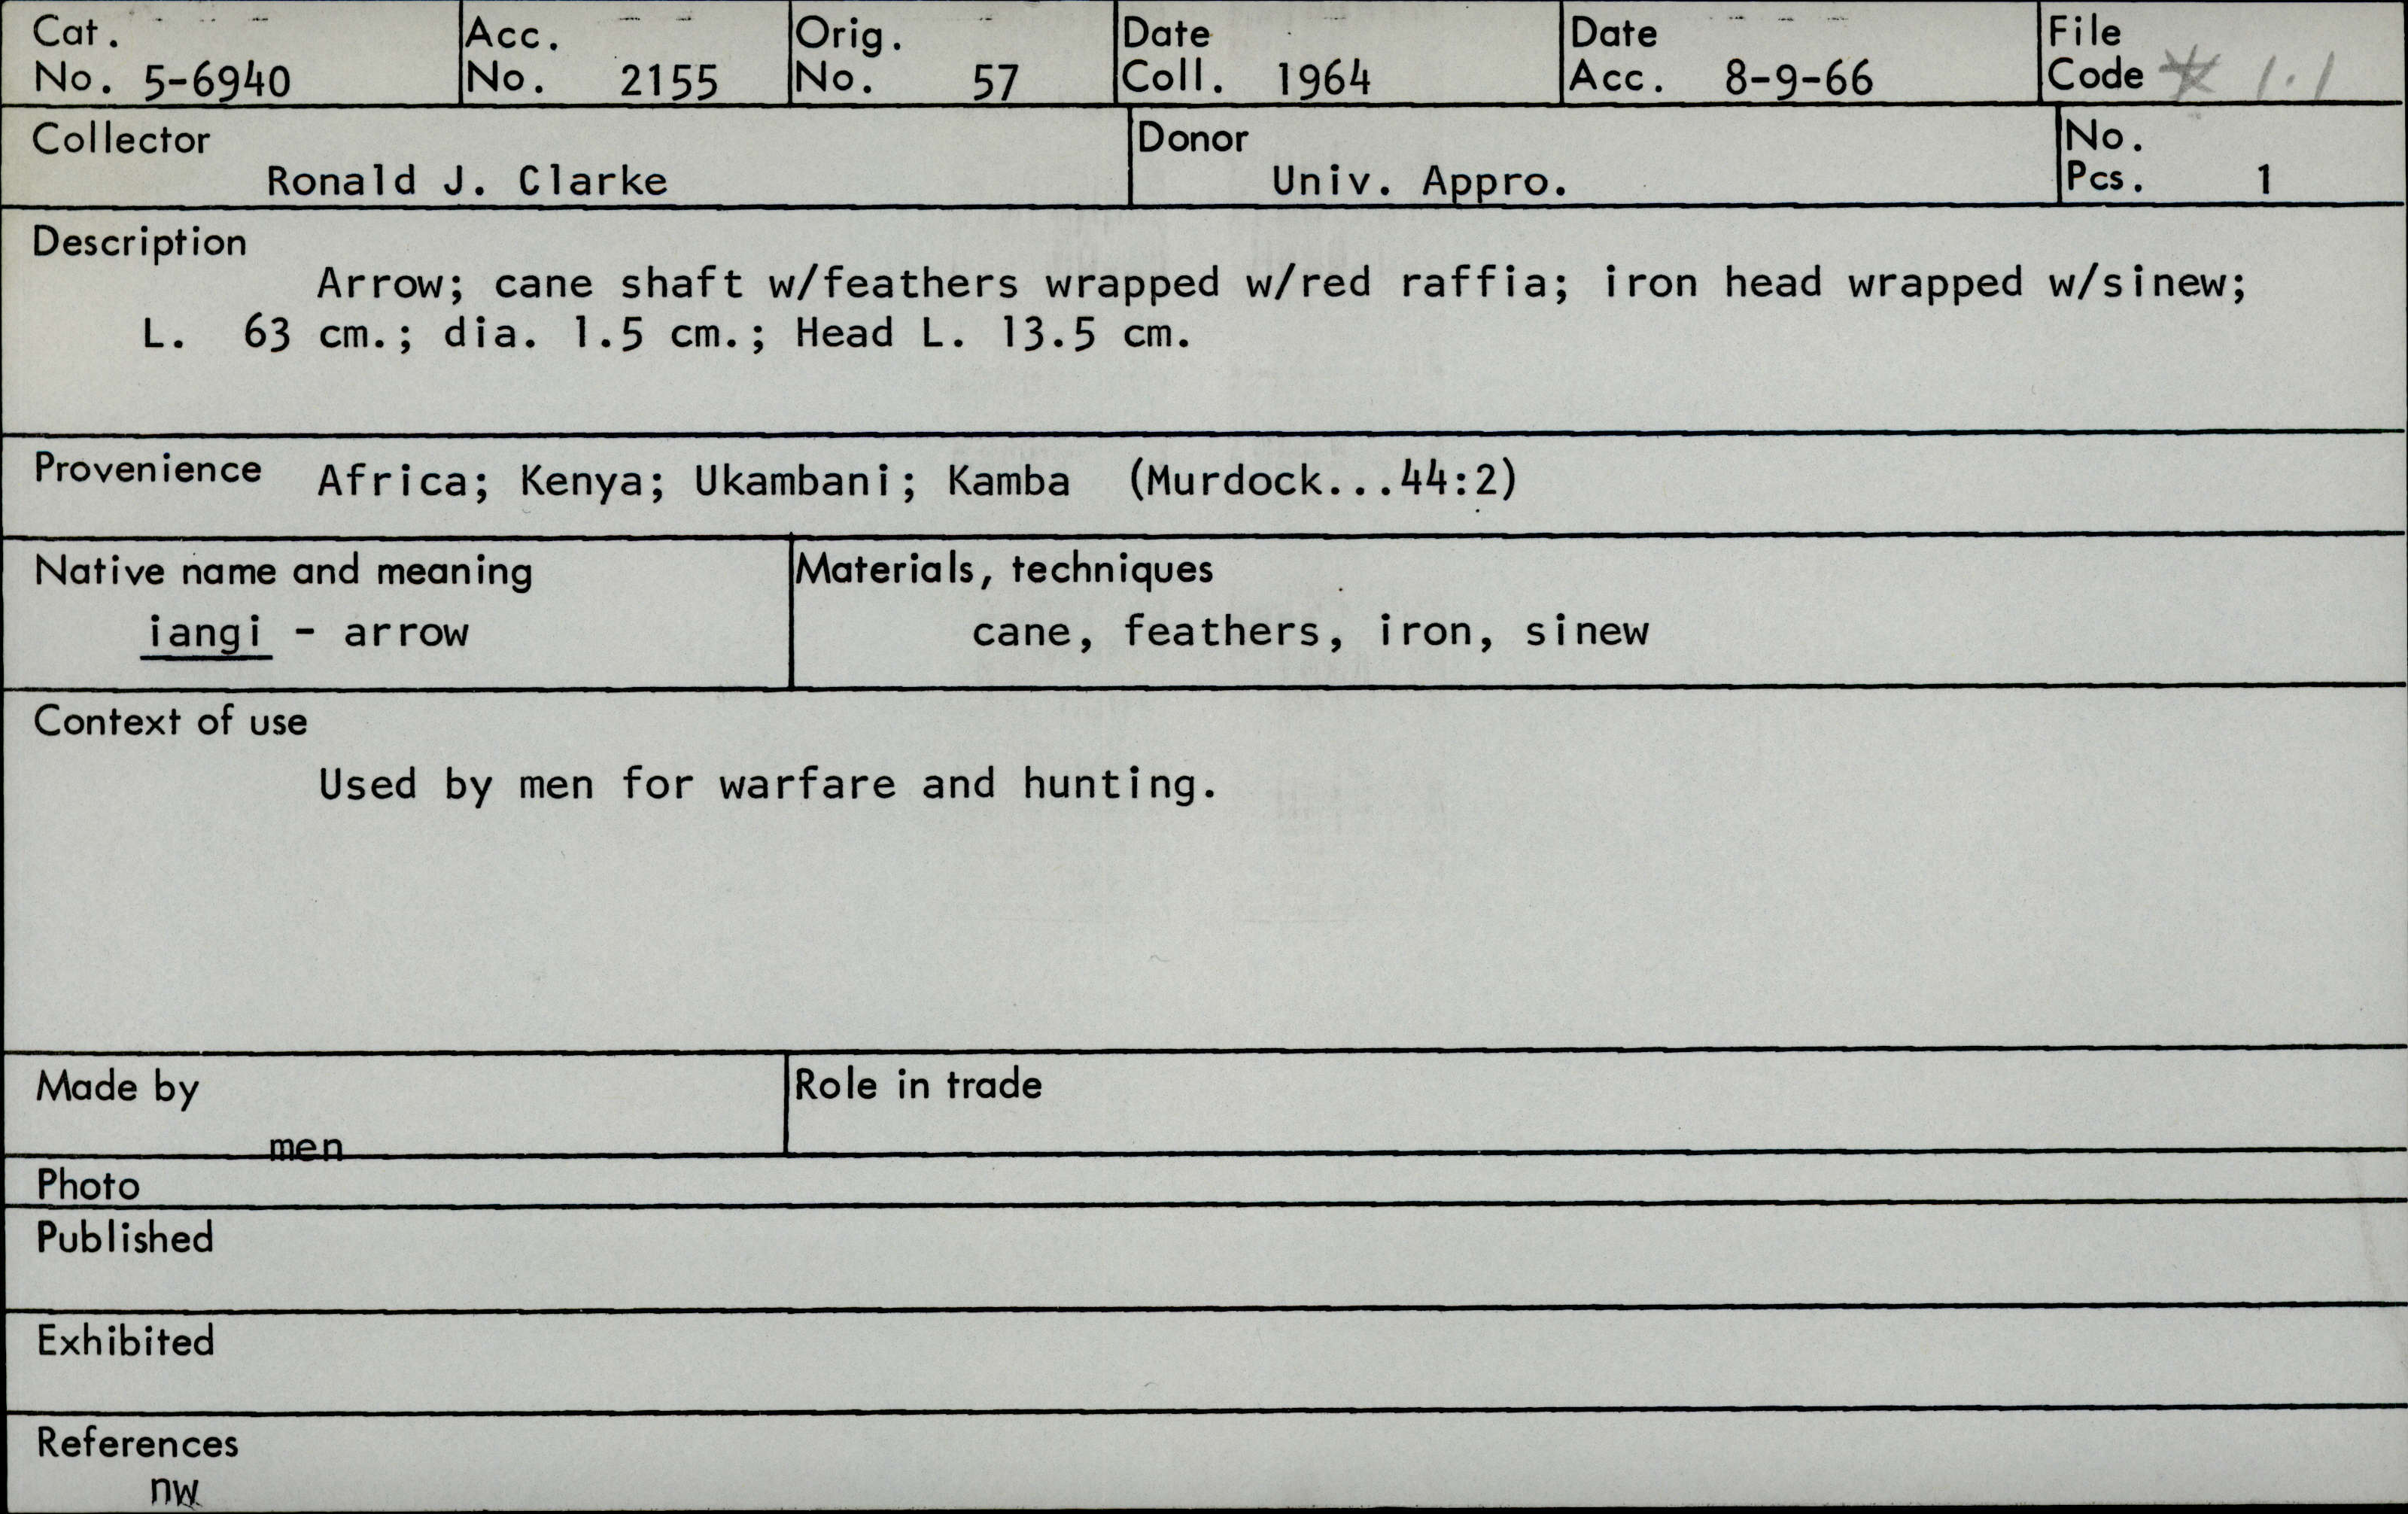 Cat. No. 5-6940
Acc. No. 2155
Orig. No. 57
Date Coll. 1964
Date Acc. 8-9-66
File Code * 1.1
Collector
Ronald J. Clarke
Donor
Univ. Appro.
No. Pcs. 1
Description
Arrow; cane shaft w/feathers wrapped w/red raffia; iron head wrapped w/sinew;
L. 63 cm.; dia. 1.5 cm.; Head L. 13.5 cm.
Provenience Africa; Kenya; Ukambani; Kamba (Murdock...44:2)
Native name and meaning
iangi - arrow
Materials, techniques
cane, feathers, iron, sinew
Context of use
Used by men for warfare and hunting.
Made by
men
Role in trade
Photo
Published
Exhibited
References
nw